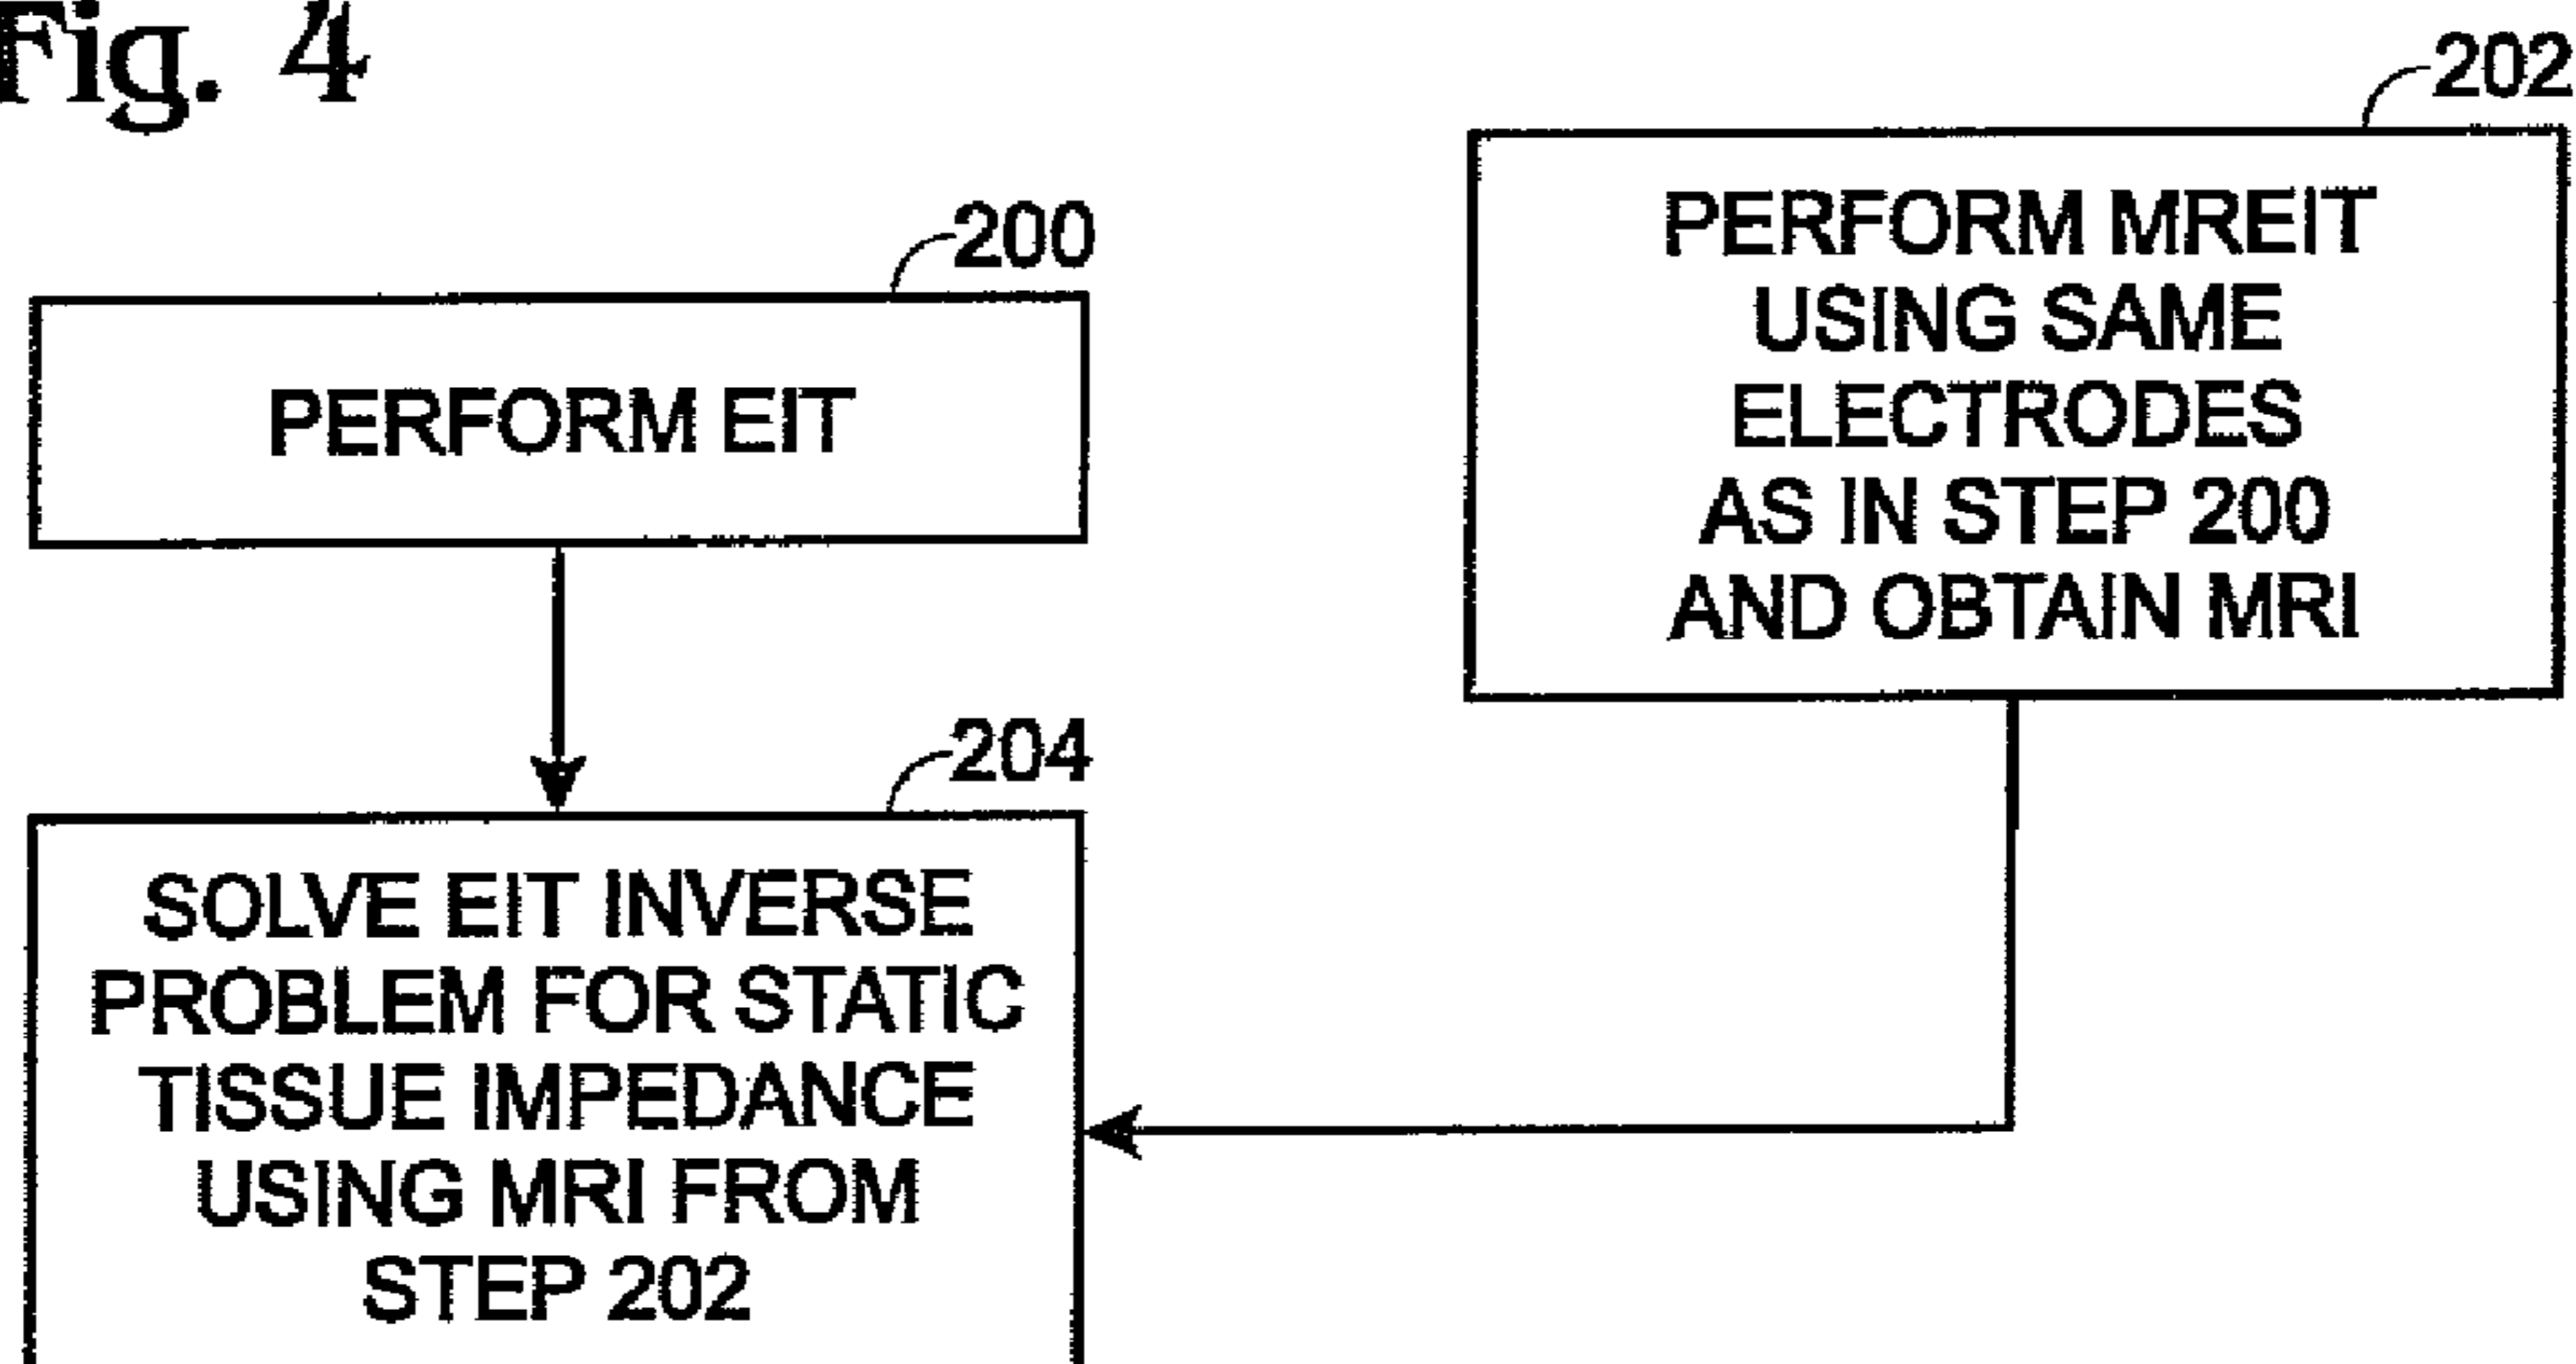 Fig. 4
202
PERFORM MREIT
USING SAME
ELECTRODES
AS IN STEP 200
AND OBTAIN MRI
200
PERFORM EIT
204
SOLVE EIT INVERSE
PROBLEM FOR STATIC
TISSUE IMPEDANCE
USING MRI FROM
STEP 202